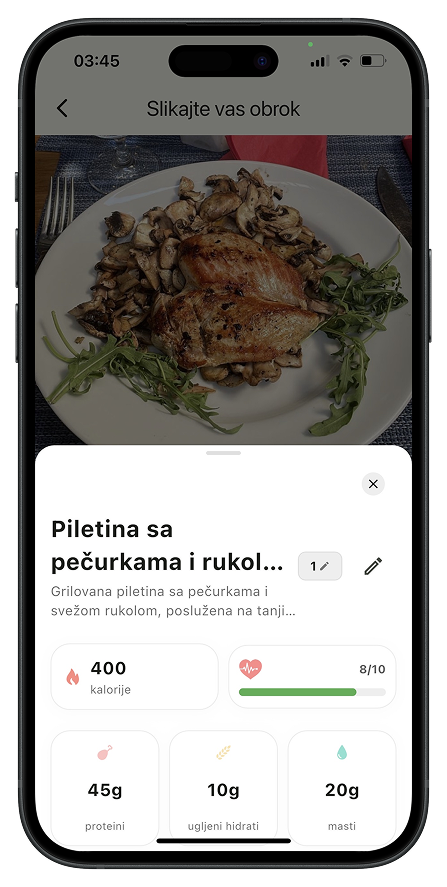 03:45
Slikajte vas obrok
Piletina sa
pečurkama i rukol...
1
Grilovana piletina sa pečurkama i
svežom rukolom, poslužena na tanji...
400
kalorije
8/10
45g
10g
20g
proteini
ugljeni hidrati
masti